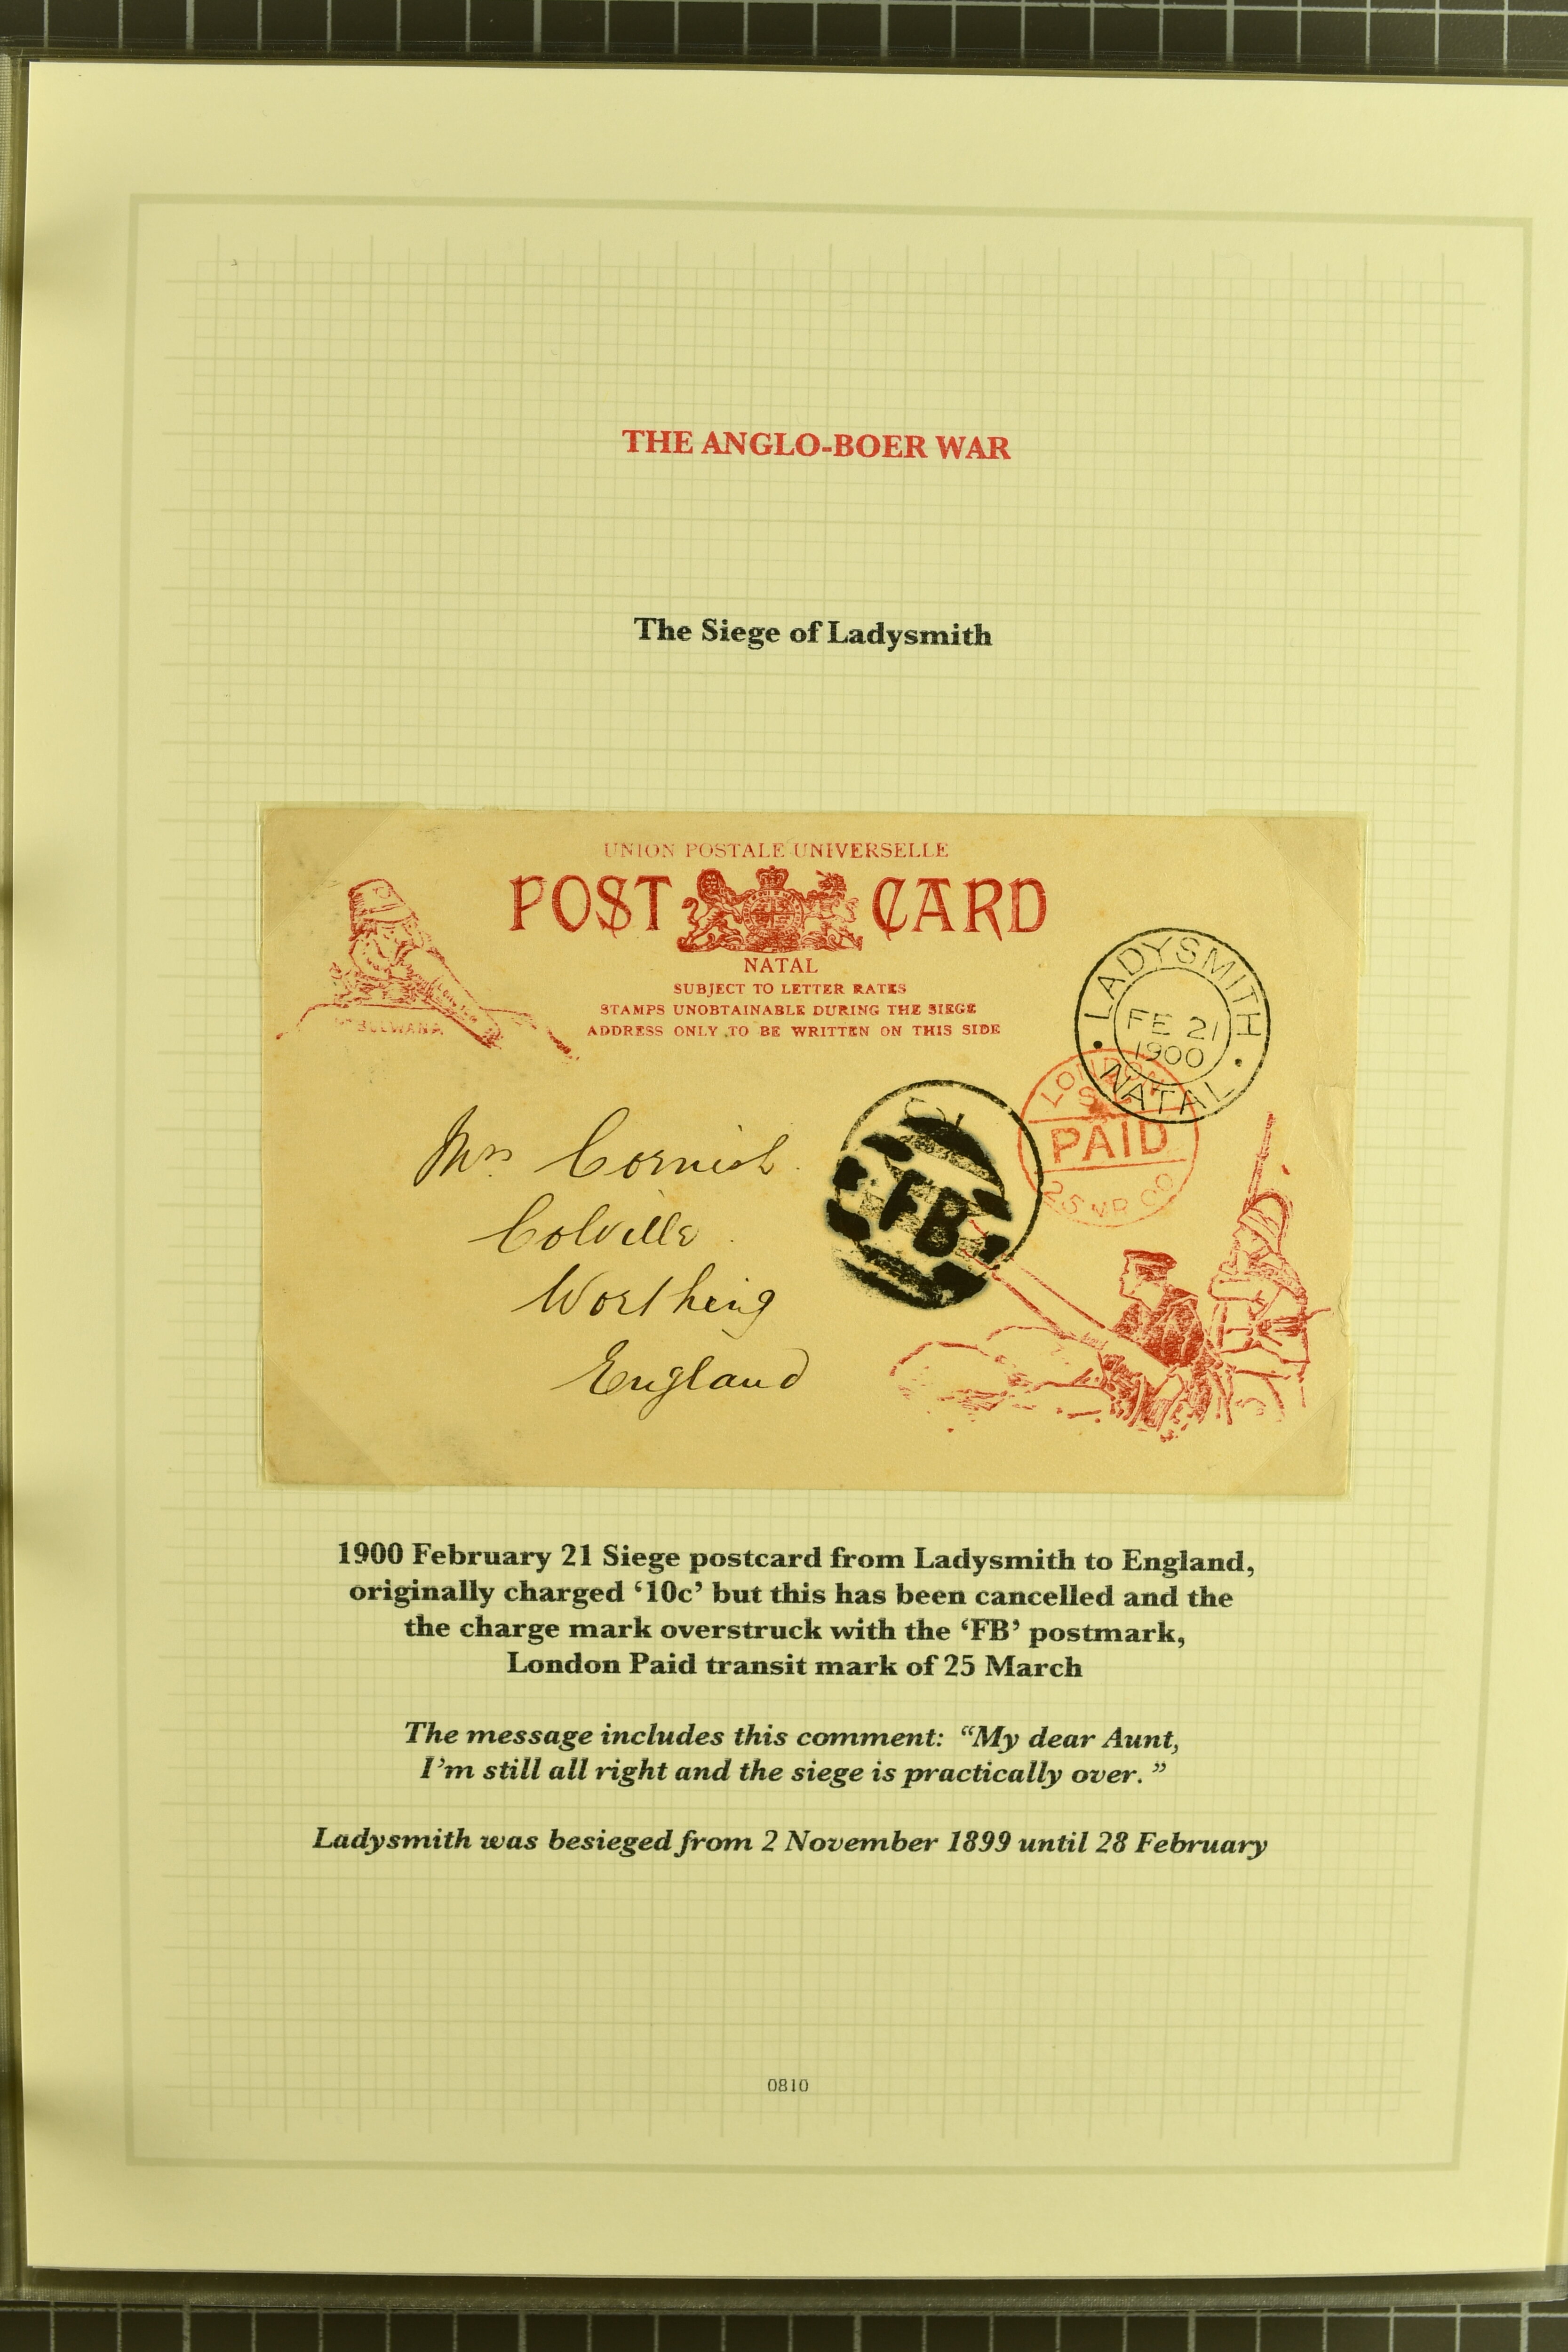 THE ANGLO-BOER WAR
The Siege of Ladysmith
UNION POSTALE UNIVERSELLE
POST CARD
NATAL
SUBJECT TO LETTER RATES
STAMPS UNOBTAINABLE DURING THE SIEGE
ADDRESS ONLY TO BE WRITTEN ON THIS SIDE
BULWANA
LADYSMITH
FE 21
1900
NATAL
LONDON
PAID
25 MR 00
FB
Mrs Cornish
Colville
Worthing
England
1900 February 21 Siege postcard from Ladysmith to England,
originally charged ‘10c’ but this has been cancelled and the
the charge mark overstruck with the ‘FB’ postmark,
London Paid transit mark of 25 March
The message includes this comment: “My dear Aunt,
I’m still all right and the siege is practically over.”
Ladysmith was besieged from 2 November 1899 until 28 February
0810